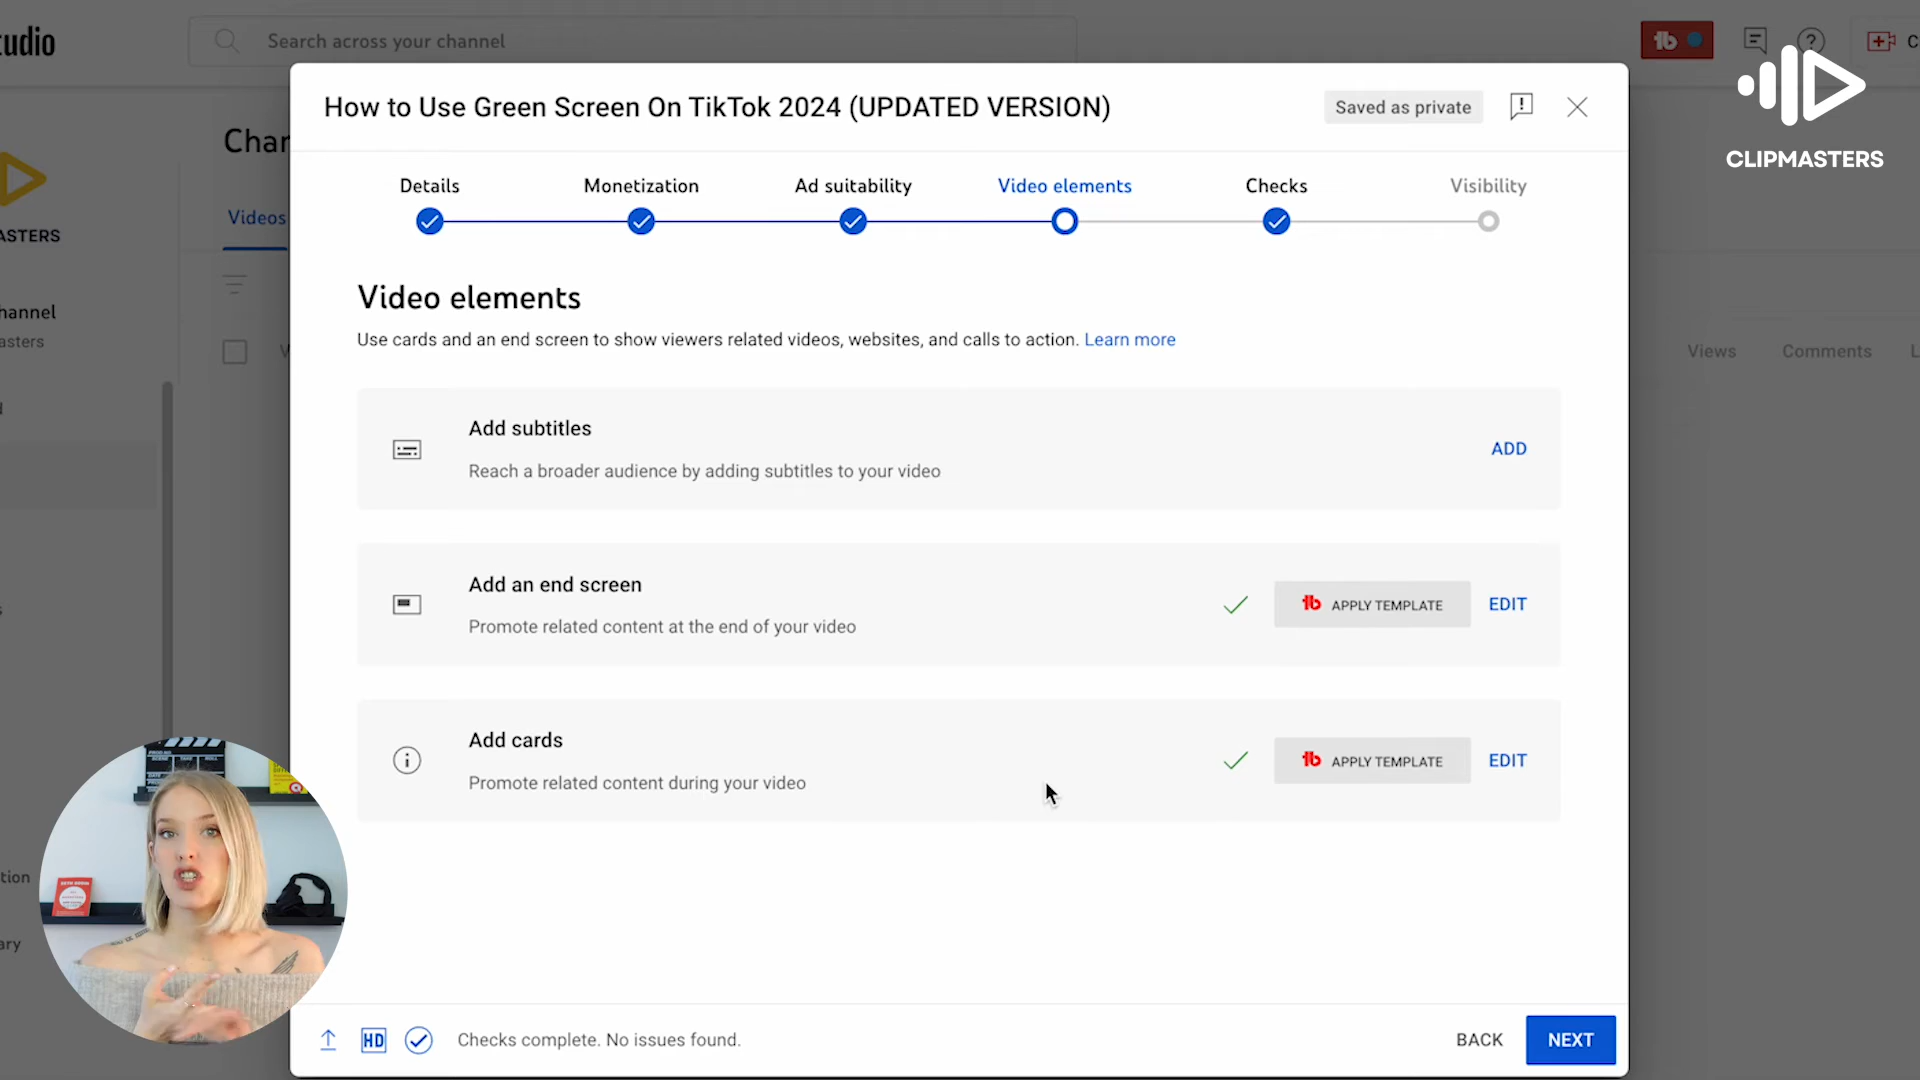 tudio
Search across your channel
CLIPMASTERS
How to Use Green Screen On TikTok 2024 (UPDATED VERSION)
Saved as private
Char
Details
Monetization
Ad suitability
Video elements
Checks
Visibility
Videos
ASTERS
Video elements
hannel
Use cards and an end screen to show viewers related videos, websites, and calls to action. Learn more
asters
Views
Comments
Add subtitles
Reach a broader audience by adding subtitles to your video
ADD
Add an end screen
Promote related content at the end of your video
APPLY TEMPLATE
EDIT
Add cards
Promote related content during your video
APPLY TEMPLATE
EDIT
tion
ary
HD
Checks complete. No issues found.
BACK
NEXT